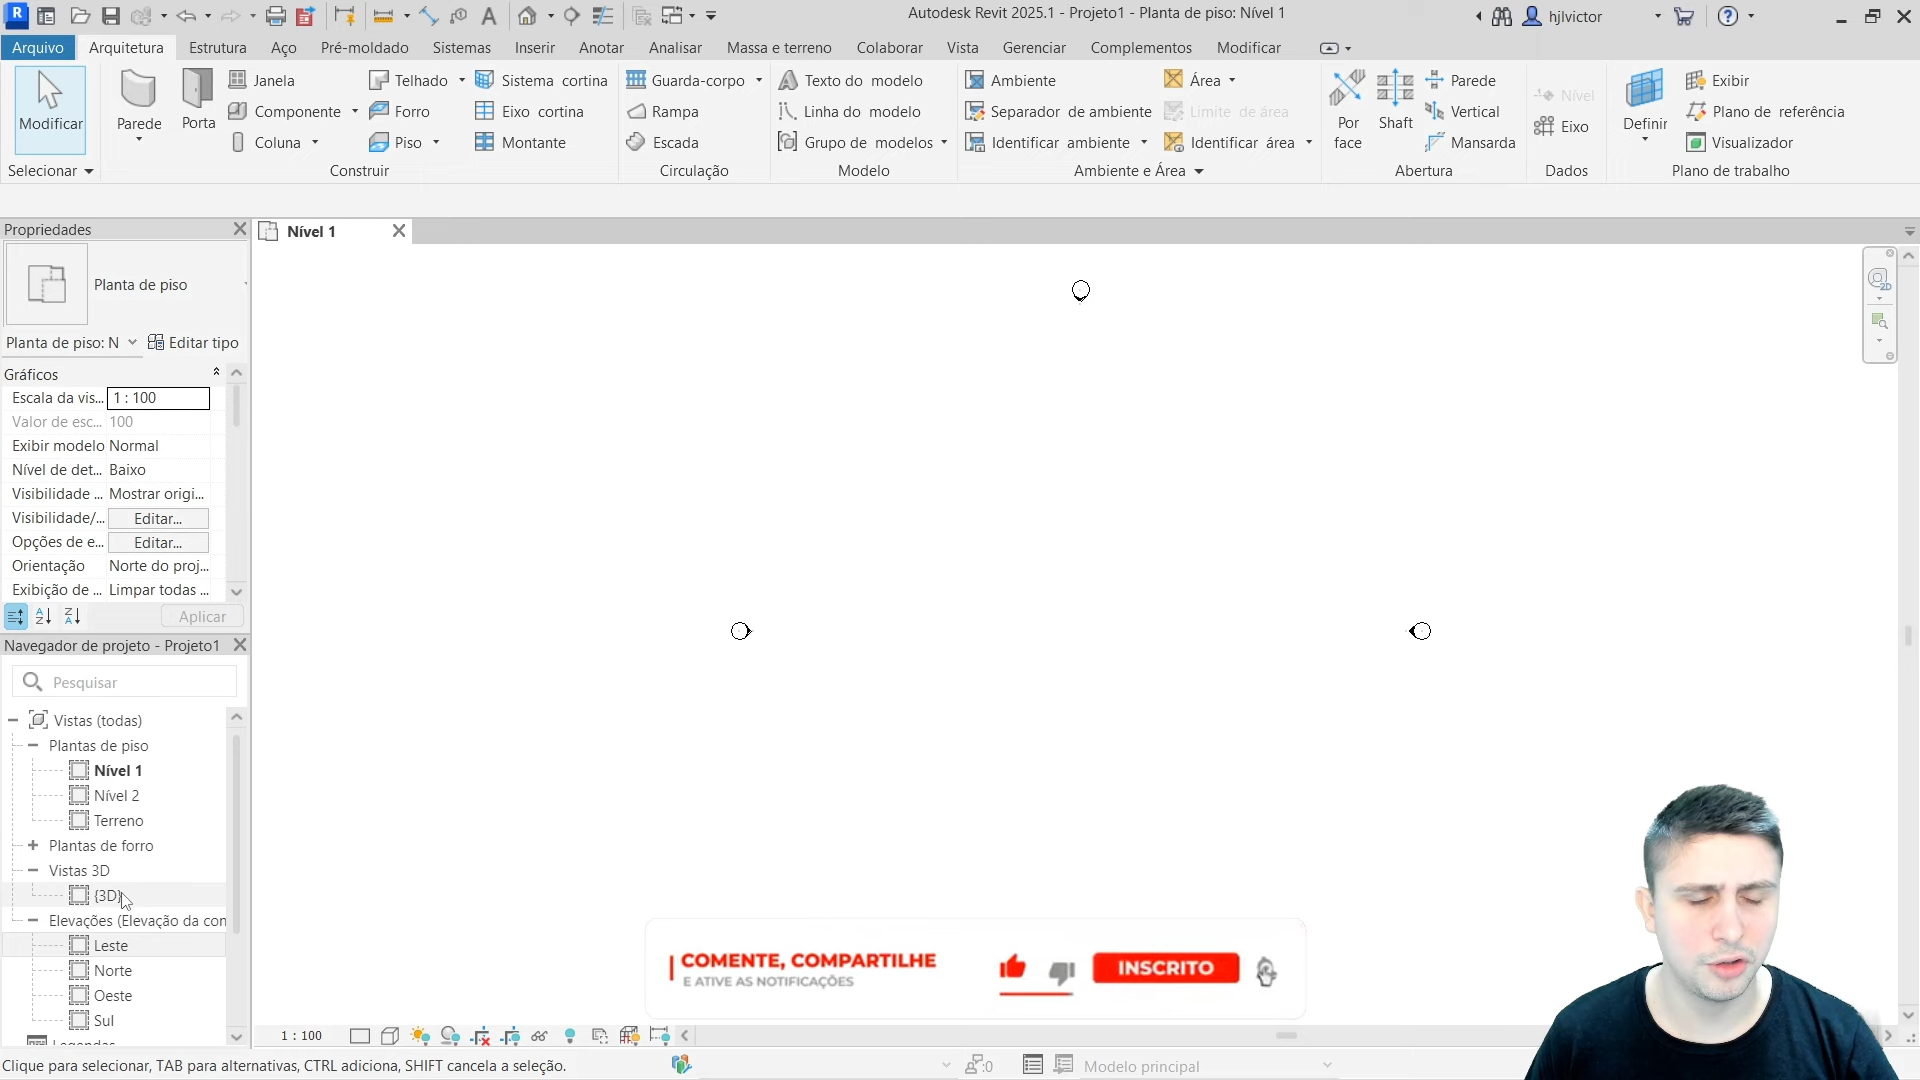 Autodesk Revit 2025.1 - Projeto1 - Planta de piso: Nível 1
hjlvictor
Arquivo
Arquitetura
Estrutura
Aço
Pré-moldado
Sistemas
Inserir
Anotar
Analisar
Massa e terreno
Colaborar
Vista
Gerenciar
Complementos
Modificar
Modificar
Selecionar
Parede
Porta
Janela
Componente
Coluna
Telhado
Forro
Piso
Sistema cortina
Eixo cortina
Montante
Construir
Guarda-corpo
Rampa
Escada
Circulação
Texto do modelo
Linha do modelo
Grupo de modelos
Modelo
Ambiente
Separador de ambiente
Identificar ambiente
Área
Limite de área
Identificar área
Ambiente e Área
Por face
Shaft
Parede
Vertical
Mansarda
Abertura
Nível
Eixo
Dados
Definir
Exibir
Plano de referência
Visualizador
Plano de trabalho
Propriedades
Planta de piso
Planta de piso: N
Editar tipo
Gráficos
Escala da vis... 1 : 100
Valor de esc... 100
Exibir modelo Normal
Nível de det... Baixo
Visibilidade ... Mostrar origi...
Visibilidade/... Editar...
Opções de e... Editar...
Orientação Norte do proj...
Exibição de ... Limpar todas ...
Aplicar
Navegador de projeto - Projeto1
Pesquisar
Vistas (todas)
Plantas de piso
Nível 1
Nível 2
Terreno
Plantas de forro
Vistas 3D
{3D}
Elevações (Elevação da con
Leste
Norte
Oeste
Sul
Nível 1
2D
COMENTE, COMPARTILHE
E ATIVE AS NOTIFICAÇÕES
INSCRITO
1 : 100
Clique para selecionar, TAB para alternativas, CTRL adiciona, SHIFT cancela a seleção.
:0
Modelo principal